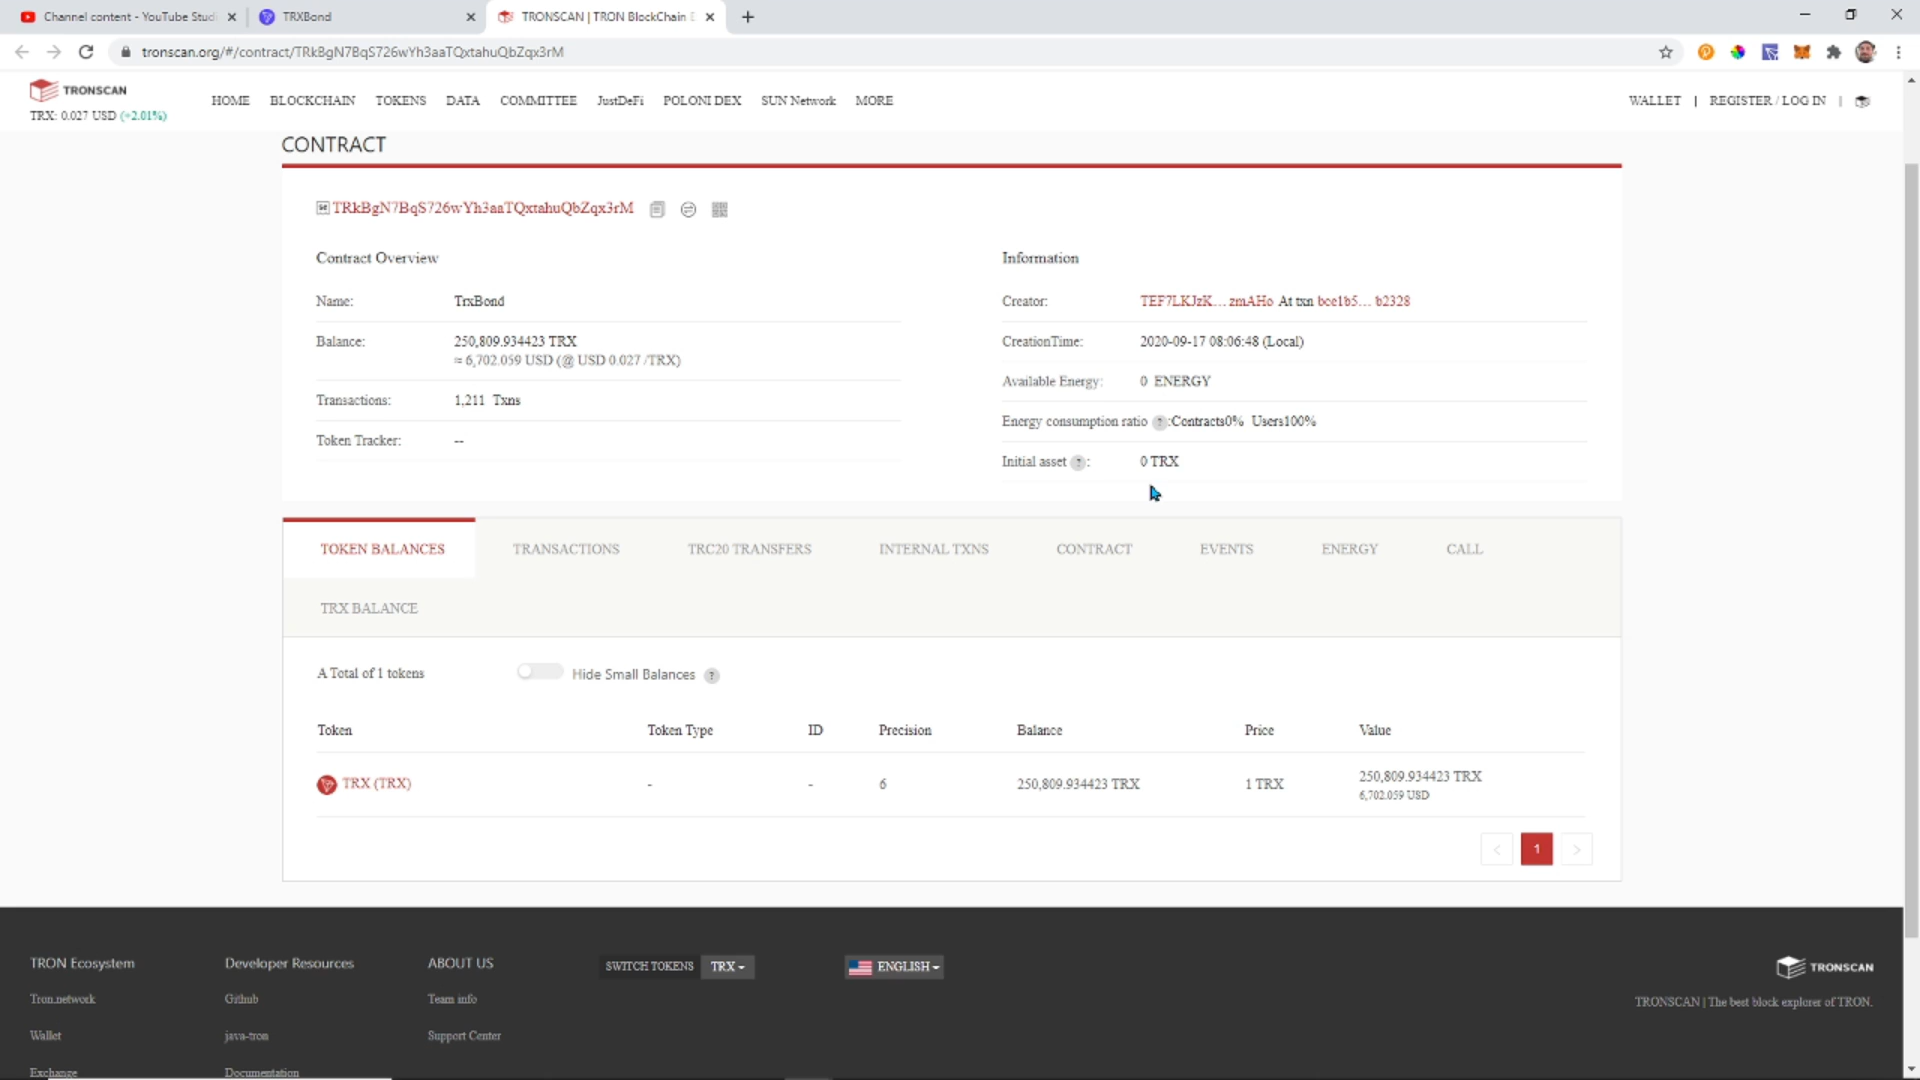 Channel content - YouTube Studi
TRXBond
TRONSCAN | TRON BlockChain E
tronscan.org/#/contract/TRkBgN7BqS726wYh3aaTQxtahuQbZqx3rM
TRONSCAN
TRX: 0.027 USD (+2.01%)
HOME BLOCKCHAIN TOKENS DATA COMMITTEE JustDeFi POLONI DEX SUN Network MORE
WALLET | REGISTER / LOG IN |
CONTRACT
TRkBgN7BqS726wYh3aaTQxtahuQbZqx3rM
Contract Overview
Name: TrxBond
Balance: 250,809.934423 TRX
≈ 6,702.059 USD (@ USD 0.027 /TRX)
Transactions: 1,211 Txns
Token Tracker: --
Information
Creator: TEF7LKJzK... zmAHo At txn bce1b5... b2328
CreationTime: 2020-09-17 08:06:48 (Local)
Available Energy: 0 ENERGY
Energy consumption ratio ? :Contracts0% Users100%
Initial asset ? : 0 TRX
TOKEN BALANCES TRANSACTIONS TRC20 TRANSFERS INTERNAL TXNS CONTRACT EVENTS ENERGY CALL
TRX BALANCE
A Total of 1 tokens Hide Small Balances ?
Token Token Type ID Precision Balance Price Value
TRX (TRX) - - 6 250,809.934423 TRX 1 TRX 250,809.934423 TRX
6,702.059 USD
< 1 >
TRON Ecosystem
Tron.network
Wallet
Exchange
Developer Resources
Github
java-tron
Documentation
ABOUT US
Team info
Support Center
SWITCH TOKENS TRX
ENGLISH
TRONSCAN
TRONSCAN | The best block explorer of TRON.